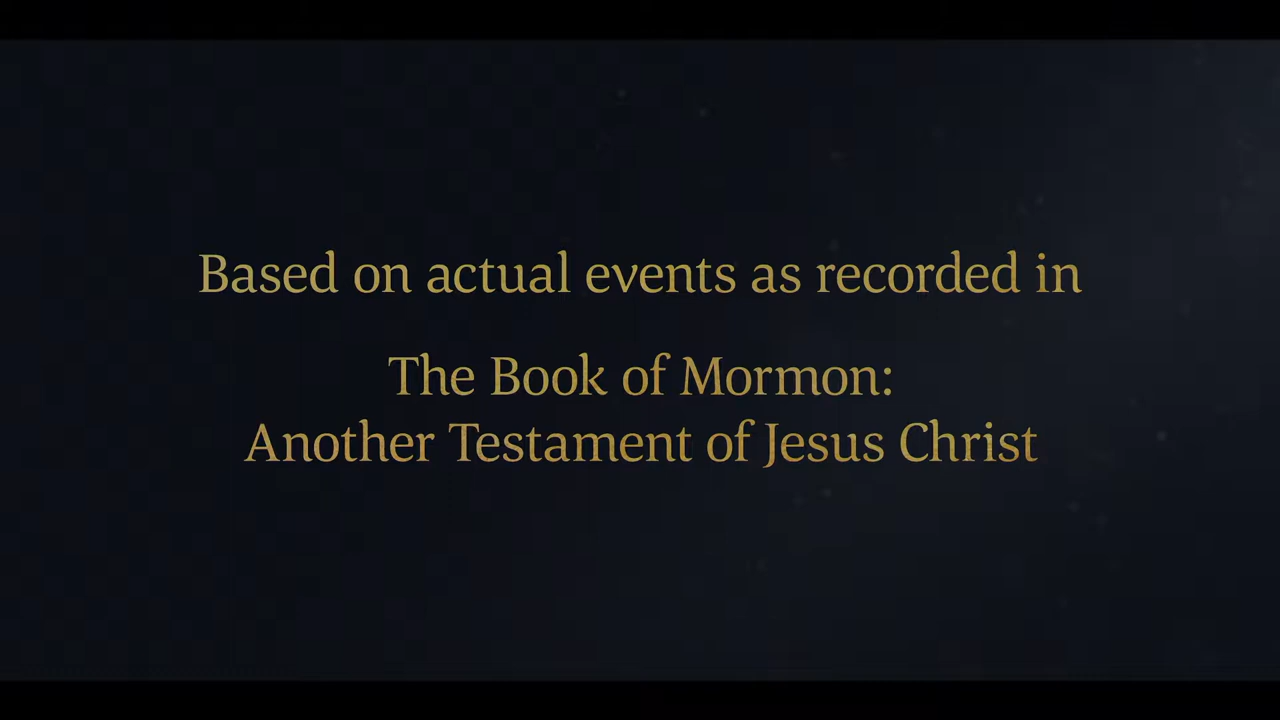 Based on actual events as recorded in
The Book of Mormon:
Another Testament of Jesus Christ